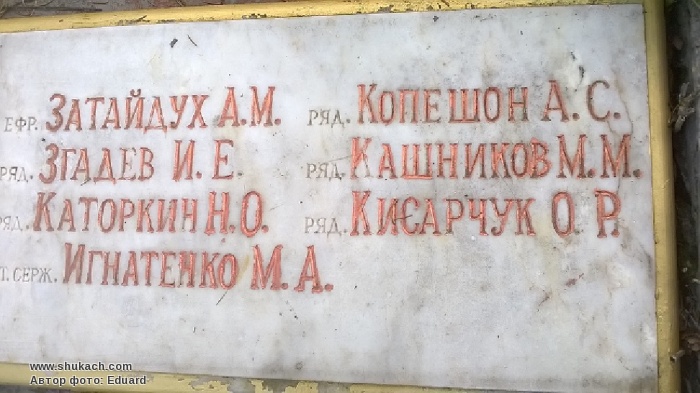 ЕФР. ЗАТАЙДУХ А.М.
РЯД. ЗГАДЕВ И.Е.
РЯД. КАТОРКИН Н.О.
Т. СЕРЖ. ИГНАТЕНКО М.А.
РЯД. КОПЕШОН А.С.
РЯД. КАШНИКОВ М.М.
РЯД. КИСАРЧУК О.Р.
www.shukach.com
Автор фото: Eduard